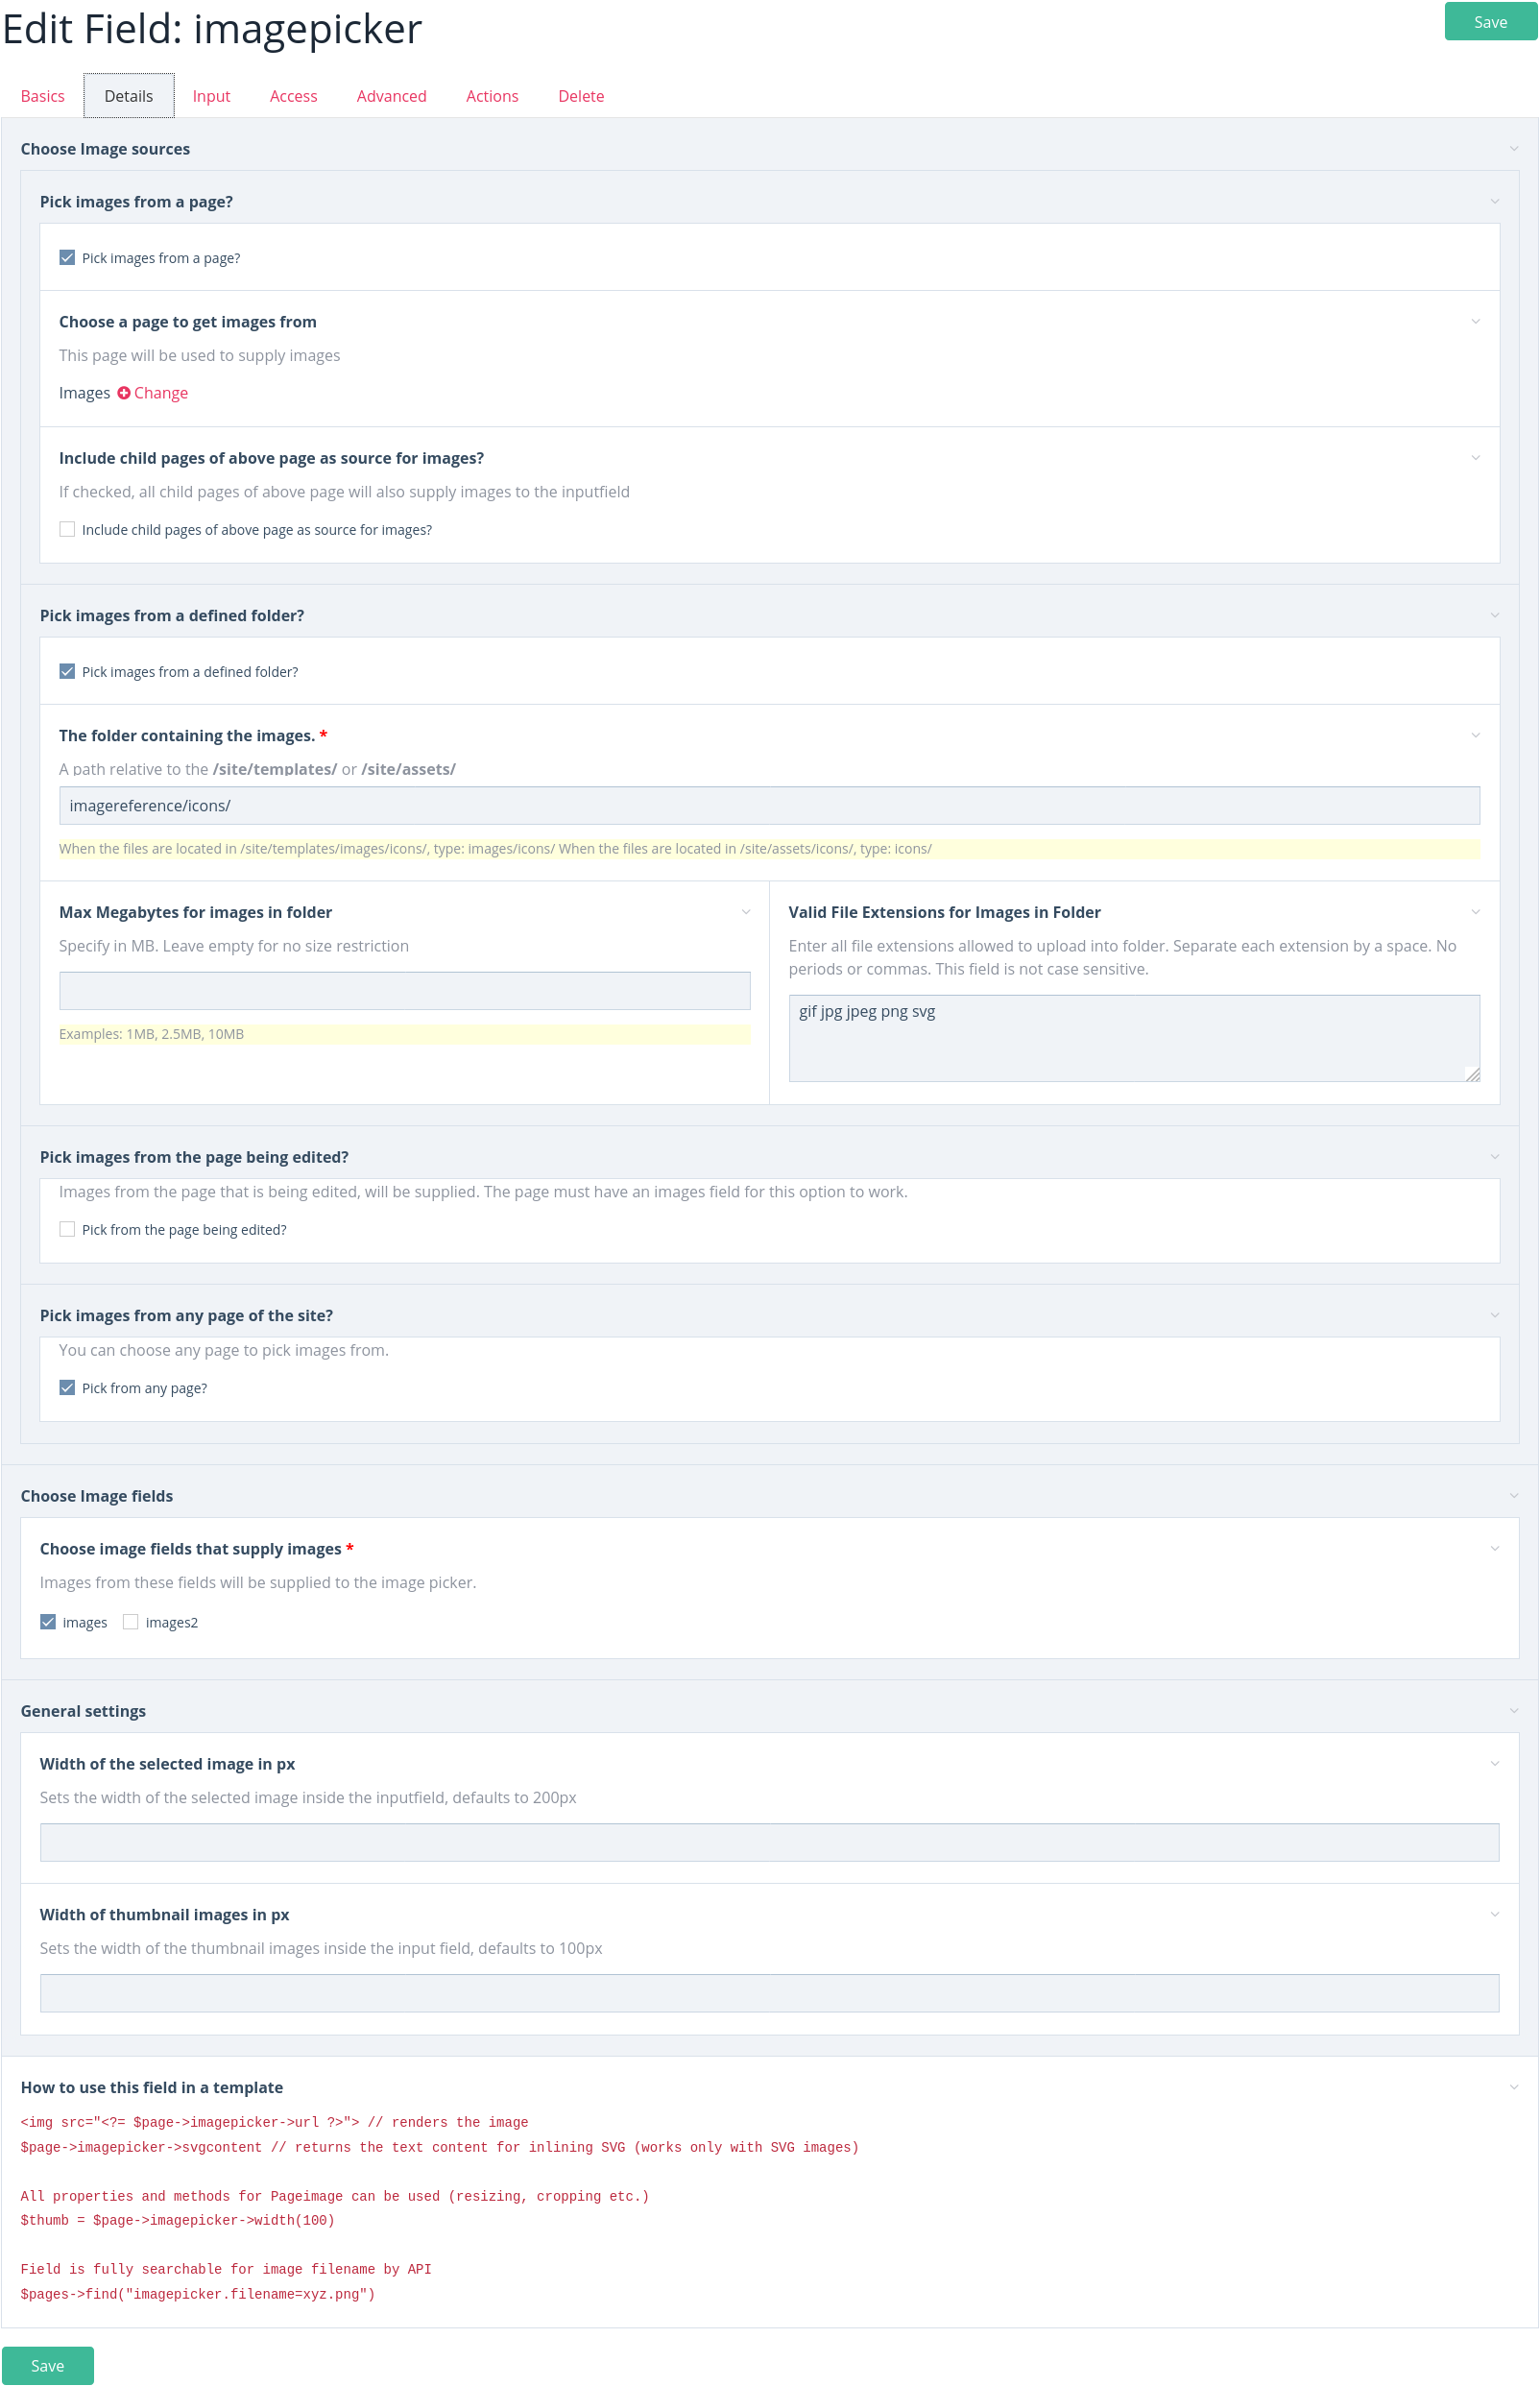 Edit Field: imagepicker
Save
Basics Details Input Access Advanced Actions Delete
Choose Image sources
Pick images from a page?
Pick images from a page?
Choose a page to get images from
This page will be used to supply images
Images Change
Include child pages of above page as source for images?
If checked, all child pages of above page will also supply images to the inputfield
Include child pages of above page as source for images?
Pick images from a defined folder?
Pick images from a defined folder?
The folder containing the images. *
A path relative to the /site/templates/ or /site/assets/
imagereference/icons/
When the files are located in /site/templates/images/icons/, type: images/icons/ When the files are located in /site/assets/icons/, type: icons/
Max Megabytes for images in folder
Specify in MB. Leave empty for no size restriction
Examples: 1MB, 2.5MB, 10MB
Valid File Extensions for Images in Folder
Enter all file extensions allowed to upload into folder. Separate each extension by a space. No
periods or commas. This field is not case sensitive.
gif jpg jpeg png svg
Pick images from the page being edited?
Images from the page that is being edited, will be supplied. The page must have an images field for this option to work.
Pick from the page being edited?
Pick images from any page of the site?
You can choose any page to pick images from.
Pick from any page?
Choose Image fields
Choose image fields that supply images *
Images from these fields will be supplied to the image picker.
images images2
General settings
Width of the selected image in px
Sets the width of the selected image inside the inputfield, defaults to 200px
Width of thumbnail images in px
Sets the width of the thumbnail images inside the input field, defaults to 100px
How to use this field in a template
<img src="<?= $page->imagepicker->url ?>"> // renders the image
$page->imagepicker->svgcontent // returns the text content for inlining SVG (works only with SVG images)
All properties and methods for Pageimage can be used (resizing, cropping etc.)
$thumb = $page->imagepicker->width(100)
Field is fully searchable for image filename by API
$pages->find("imagepicker.filename=xyz.png")
Save